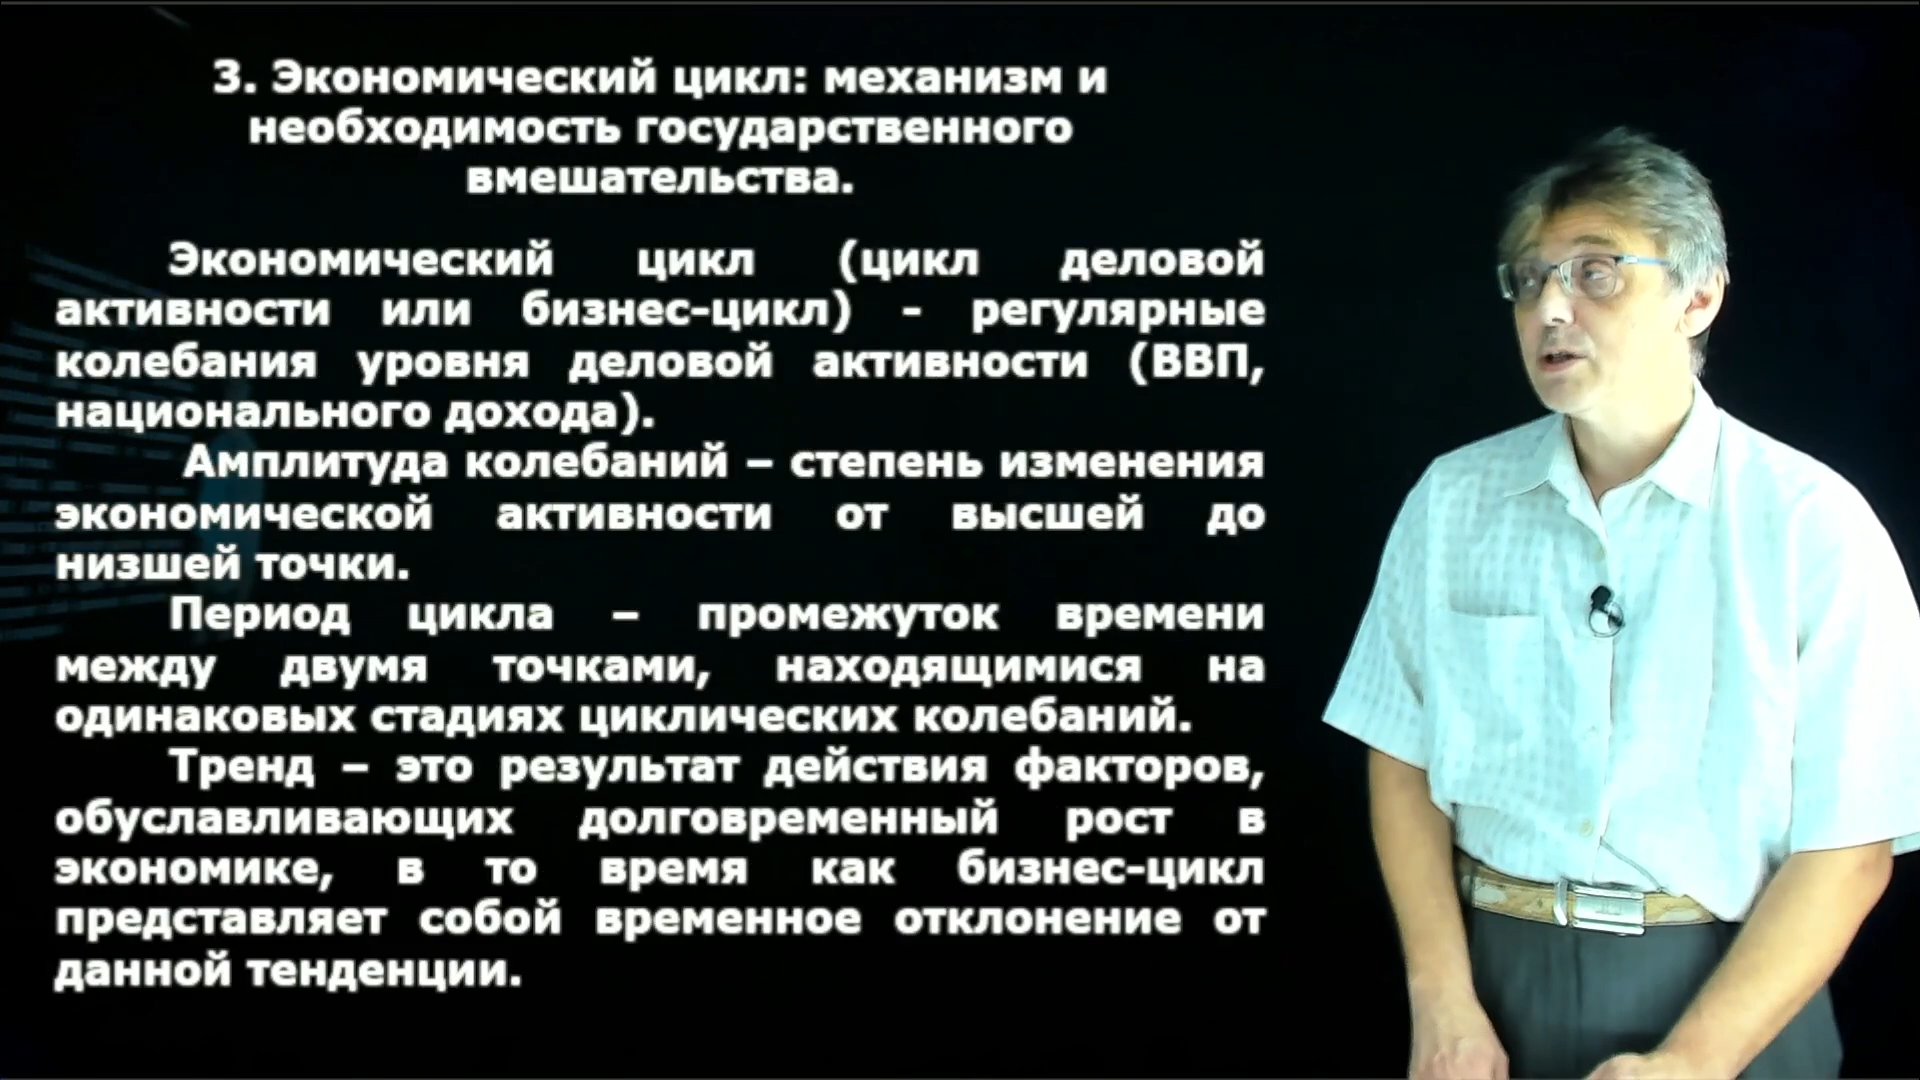 3. Экономический цикл: механизм и
необходимость государственного
вмешательства.
Экономический цикл (цикл деловой
активности или бизнес-цикл) - регулярные
колебания уровня деловой активности (ВВП,
национального дохода).
Амплитуда колебаний – степень изменения
экономической активности от высшей до
низшей точки.
Период цикла – промежуток времени
между двумя точками, находящимися на
одинаковых стадиях циклических колебаний.
Тренд – это результат действия факторов,
обуславливающих долговременный рост в
экономике, в то время как бизнес-цикл
представляет собой временное отклонение от
данной тенденции.